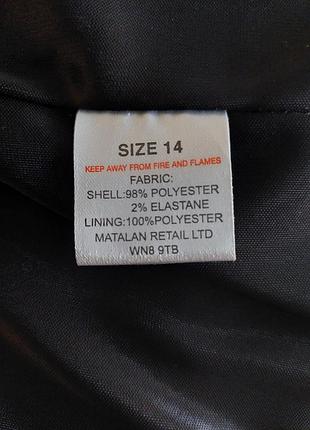 SIZE 14
KEEP AWAY FROM FIRE AND FLAMES
FABRIC:
SHELL:98% POLYESTER
2% ELASTANE
LINING:100%POLYESTER
MATALAN RETAIL LTD
WN8 9TB